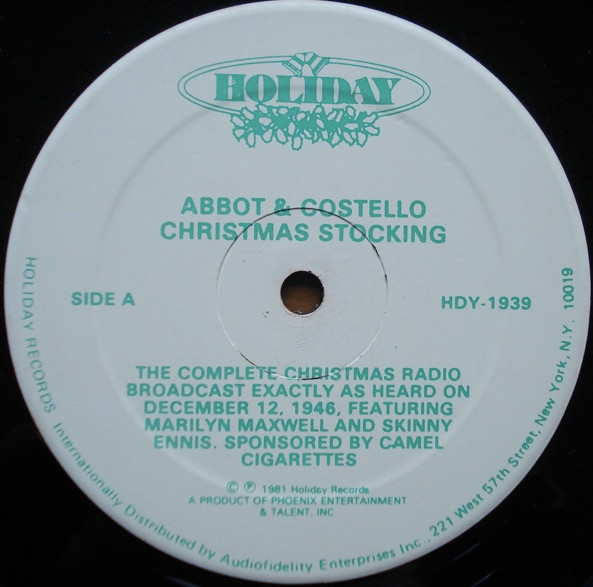 HOLIDAY
ABBOT & COSTELLO
CHRISTMAS STOCKING
SIDE A
HDY-1939
THE COMPLETE CHRISTMAS RADIO
BROADCAST EXACTLY AS HEARD ON
DECEMBER 12, 1946, FEATURING
MARILYN MAXWELL AND SKINNY
ENNIS. SPONSORED BY CAMEL
CIGARETTES
© ℗ 1981 Holiday Records
A PRODUCT OF PHOENIX ENTERTAINMENT
& TALENT, INC
HOLIDAY RECORDS Internationally Distributed by Audiofidelity Enterprises Inc., 221 West 57th Street, New York, N.Y. 10019